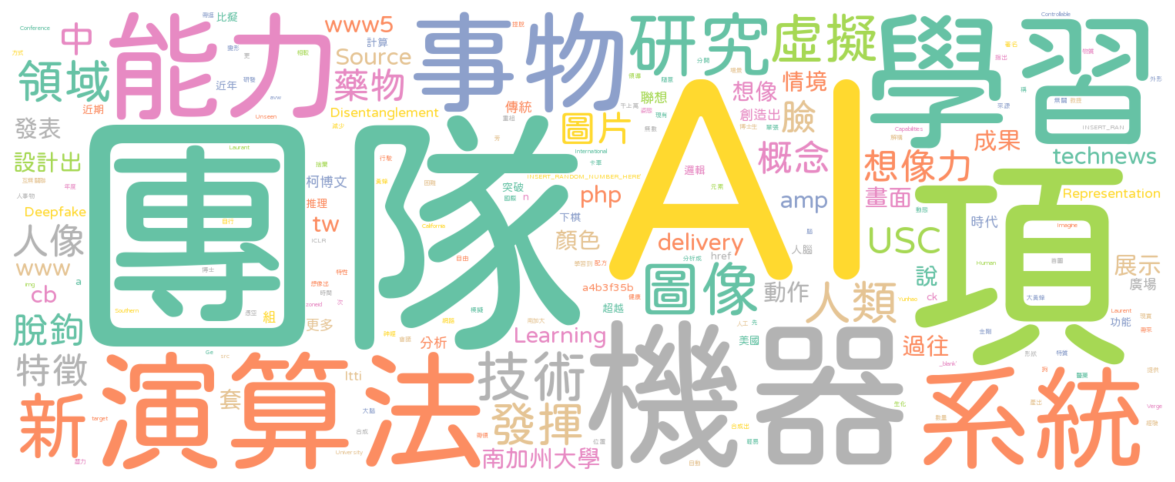 團隊
AI
項
機器
學習
能力
事物
演算法
系統
研究
虛擬
領域
中
www5
比擬
計算
Source
藥物
近年
近期
傳統
Disentanglement
聯想
想像
情境
創造出
臉
圖片
概念
想像力
成果
technews
畫面
Representation
發表
設計出
柯博文
推理
突破
下棋
php
amp
邏輯
USC
時代
Deepfake
人像
www
tw
顏色
delivery
href
人腦
說
展示
廣場
cb
a
a4b3f35b
圖像
動作
人類
ck
功能
脫鉤
組
更多
超越
Learning
分析
美國
過往
特徵
Itti
套
技術
新
發揮
南加州大學
Conference
International
INSERT_RANDOM_NUMBER_HERE
Controllable
INSERT_RAN
Unseen
Laurent
California
ICLR
Southern
Human
imagine
University
target
Verge